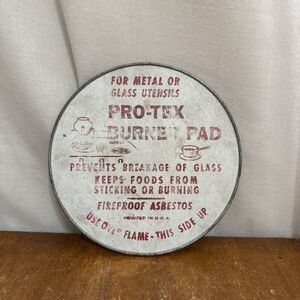 FOR METAL OR
GLASS UTENSILS
PRO-TEX
BURNER PAD
PREVENTS BREAKAGE OF GLASS
KEEPS FOODS FROM
STICKING OR BURNING
FIREPROOF ASBESTOS
PRINTED IN U.S.A.
USE OVER FLAME - THIS SIDE UP